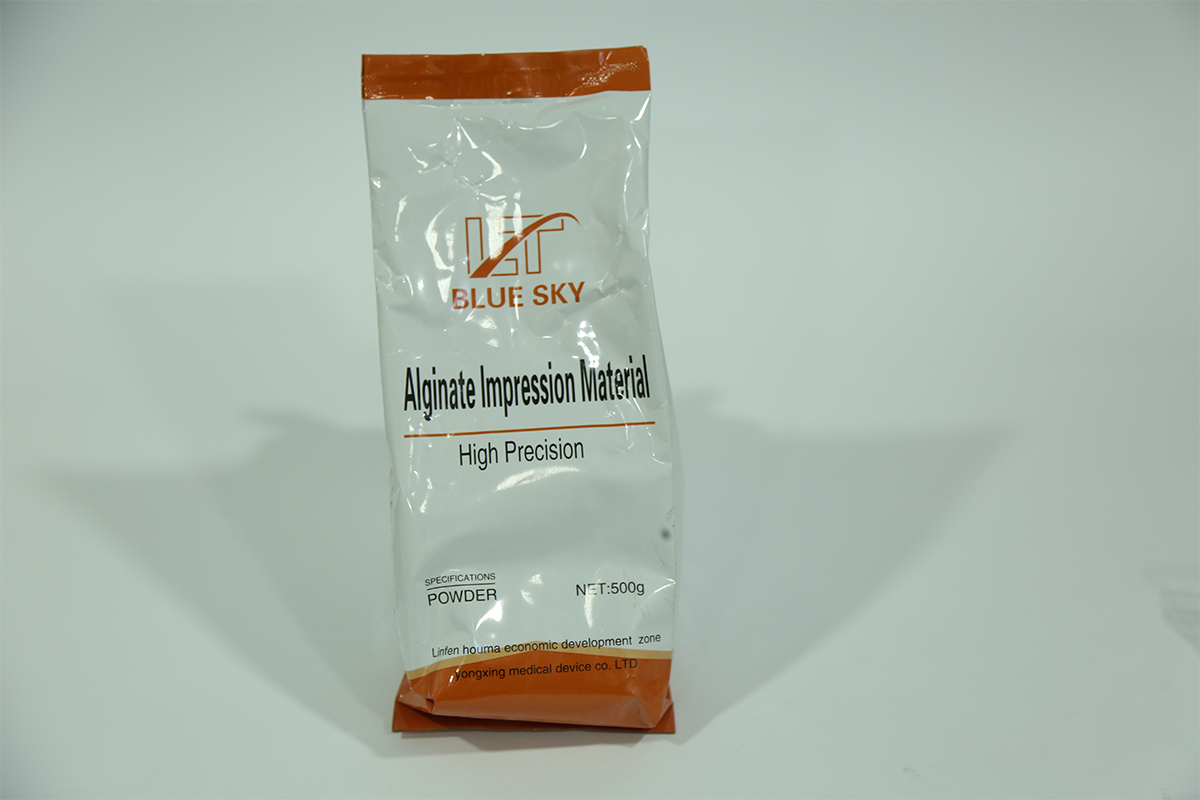 LET
BLUE SKY
Alginate Impression Material
High Precision
SPECIFICATIONS
POWDER
NET:500g
Linfen houma economic development zone
yongxing medical device co. LTD